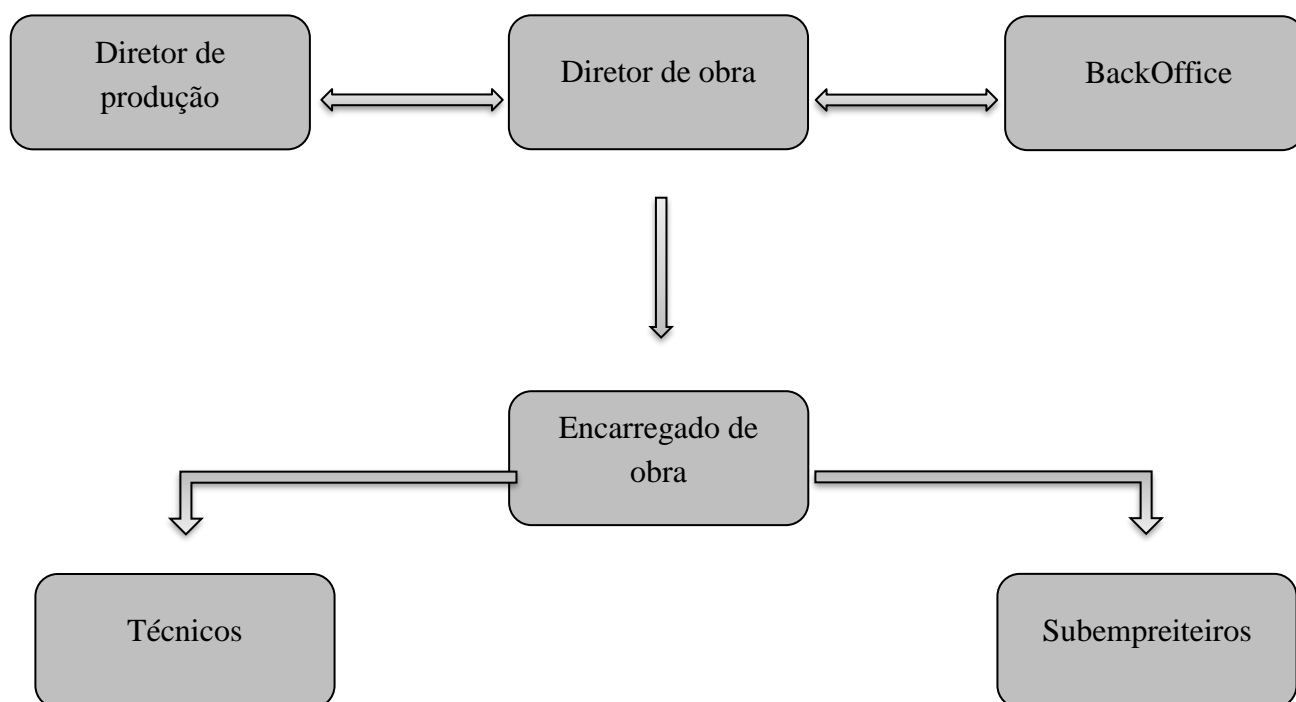 Diretor de
produção
Diretor de obra
BackOffice
Encarregado de
obra
Técnicos
Subempreiteiros